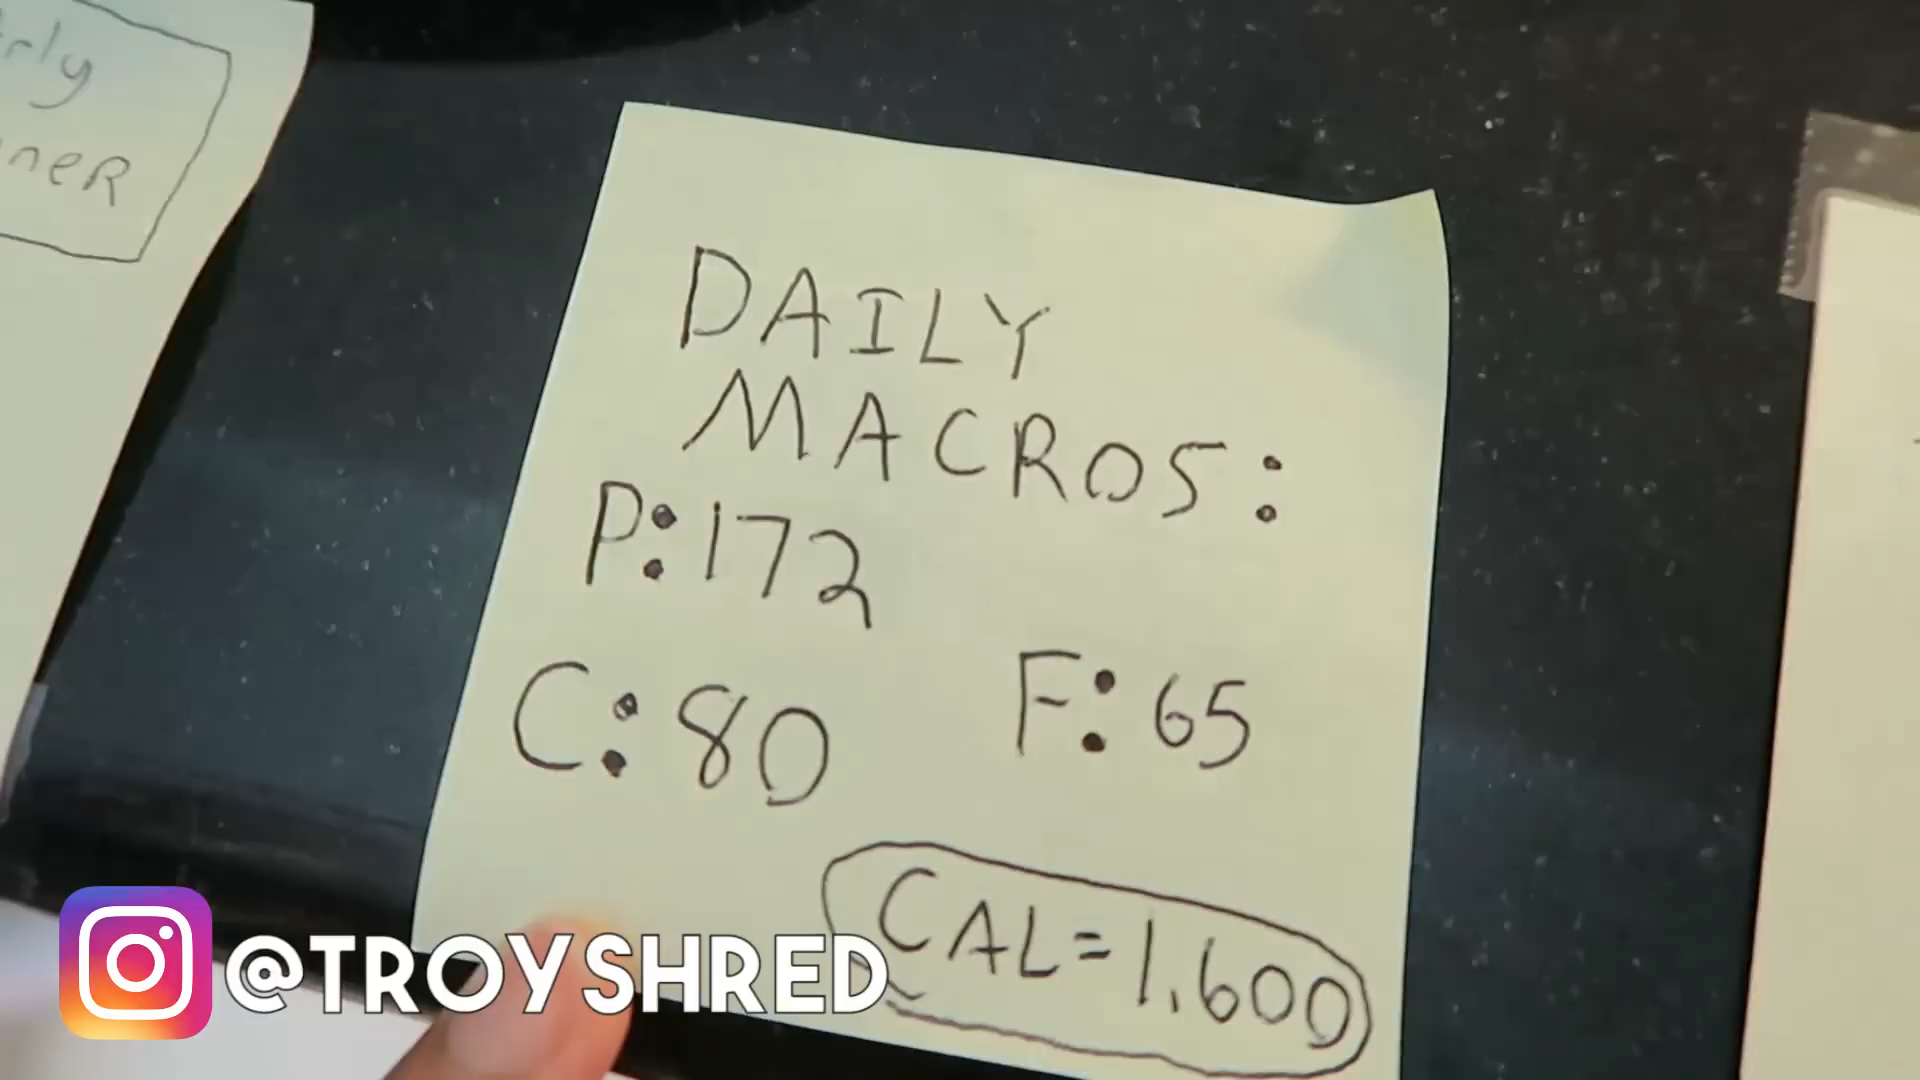 DAILY
MACROS:
P:172
C:80 F:65
CAL=1,600
@TROYSHRED